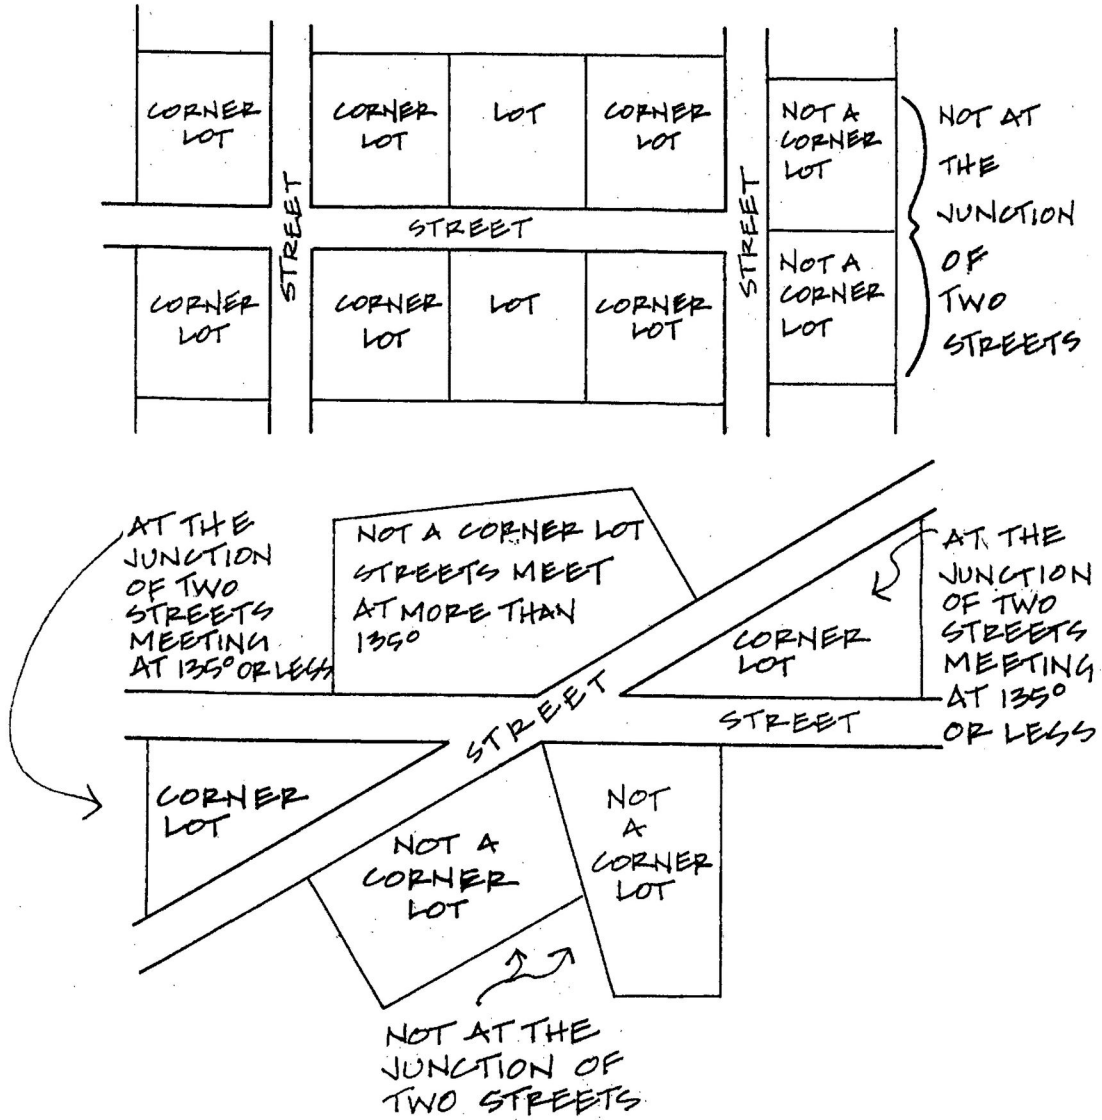 CORNER
LOT
CORNER
LOT
LOT
CORNER
LOT
NOT A
CORNER
LOT
NOT AT
THE
JUNCTION
OF
TWO
STREETS
STREET
STREET
STREET
CORNER
LOT
CORNER
LOT
LOT
CORNER
LOT
NOT A
CORNER
LOT
AT THE
JUNCTION
OF TWO
STREETS
MEETING
AT 135° OR LESS
NOT A CORNER LOT
STREETS MEET
AT MORE THAN
135°
CORNER
LOT
AT THE
JUNCTION
OF TWO
STREETS
MEETING
AT 135°
OR LESS
STREET
STREET
CORNER
LOT
NOT A
CORNER
LOT
NOT
A
CORNER
LOT
NOT AT THE
JUNCTION OF
TWO STREETS